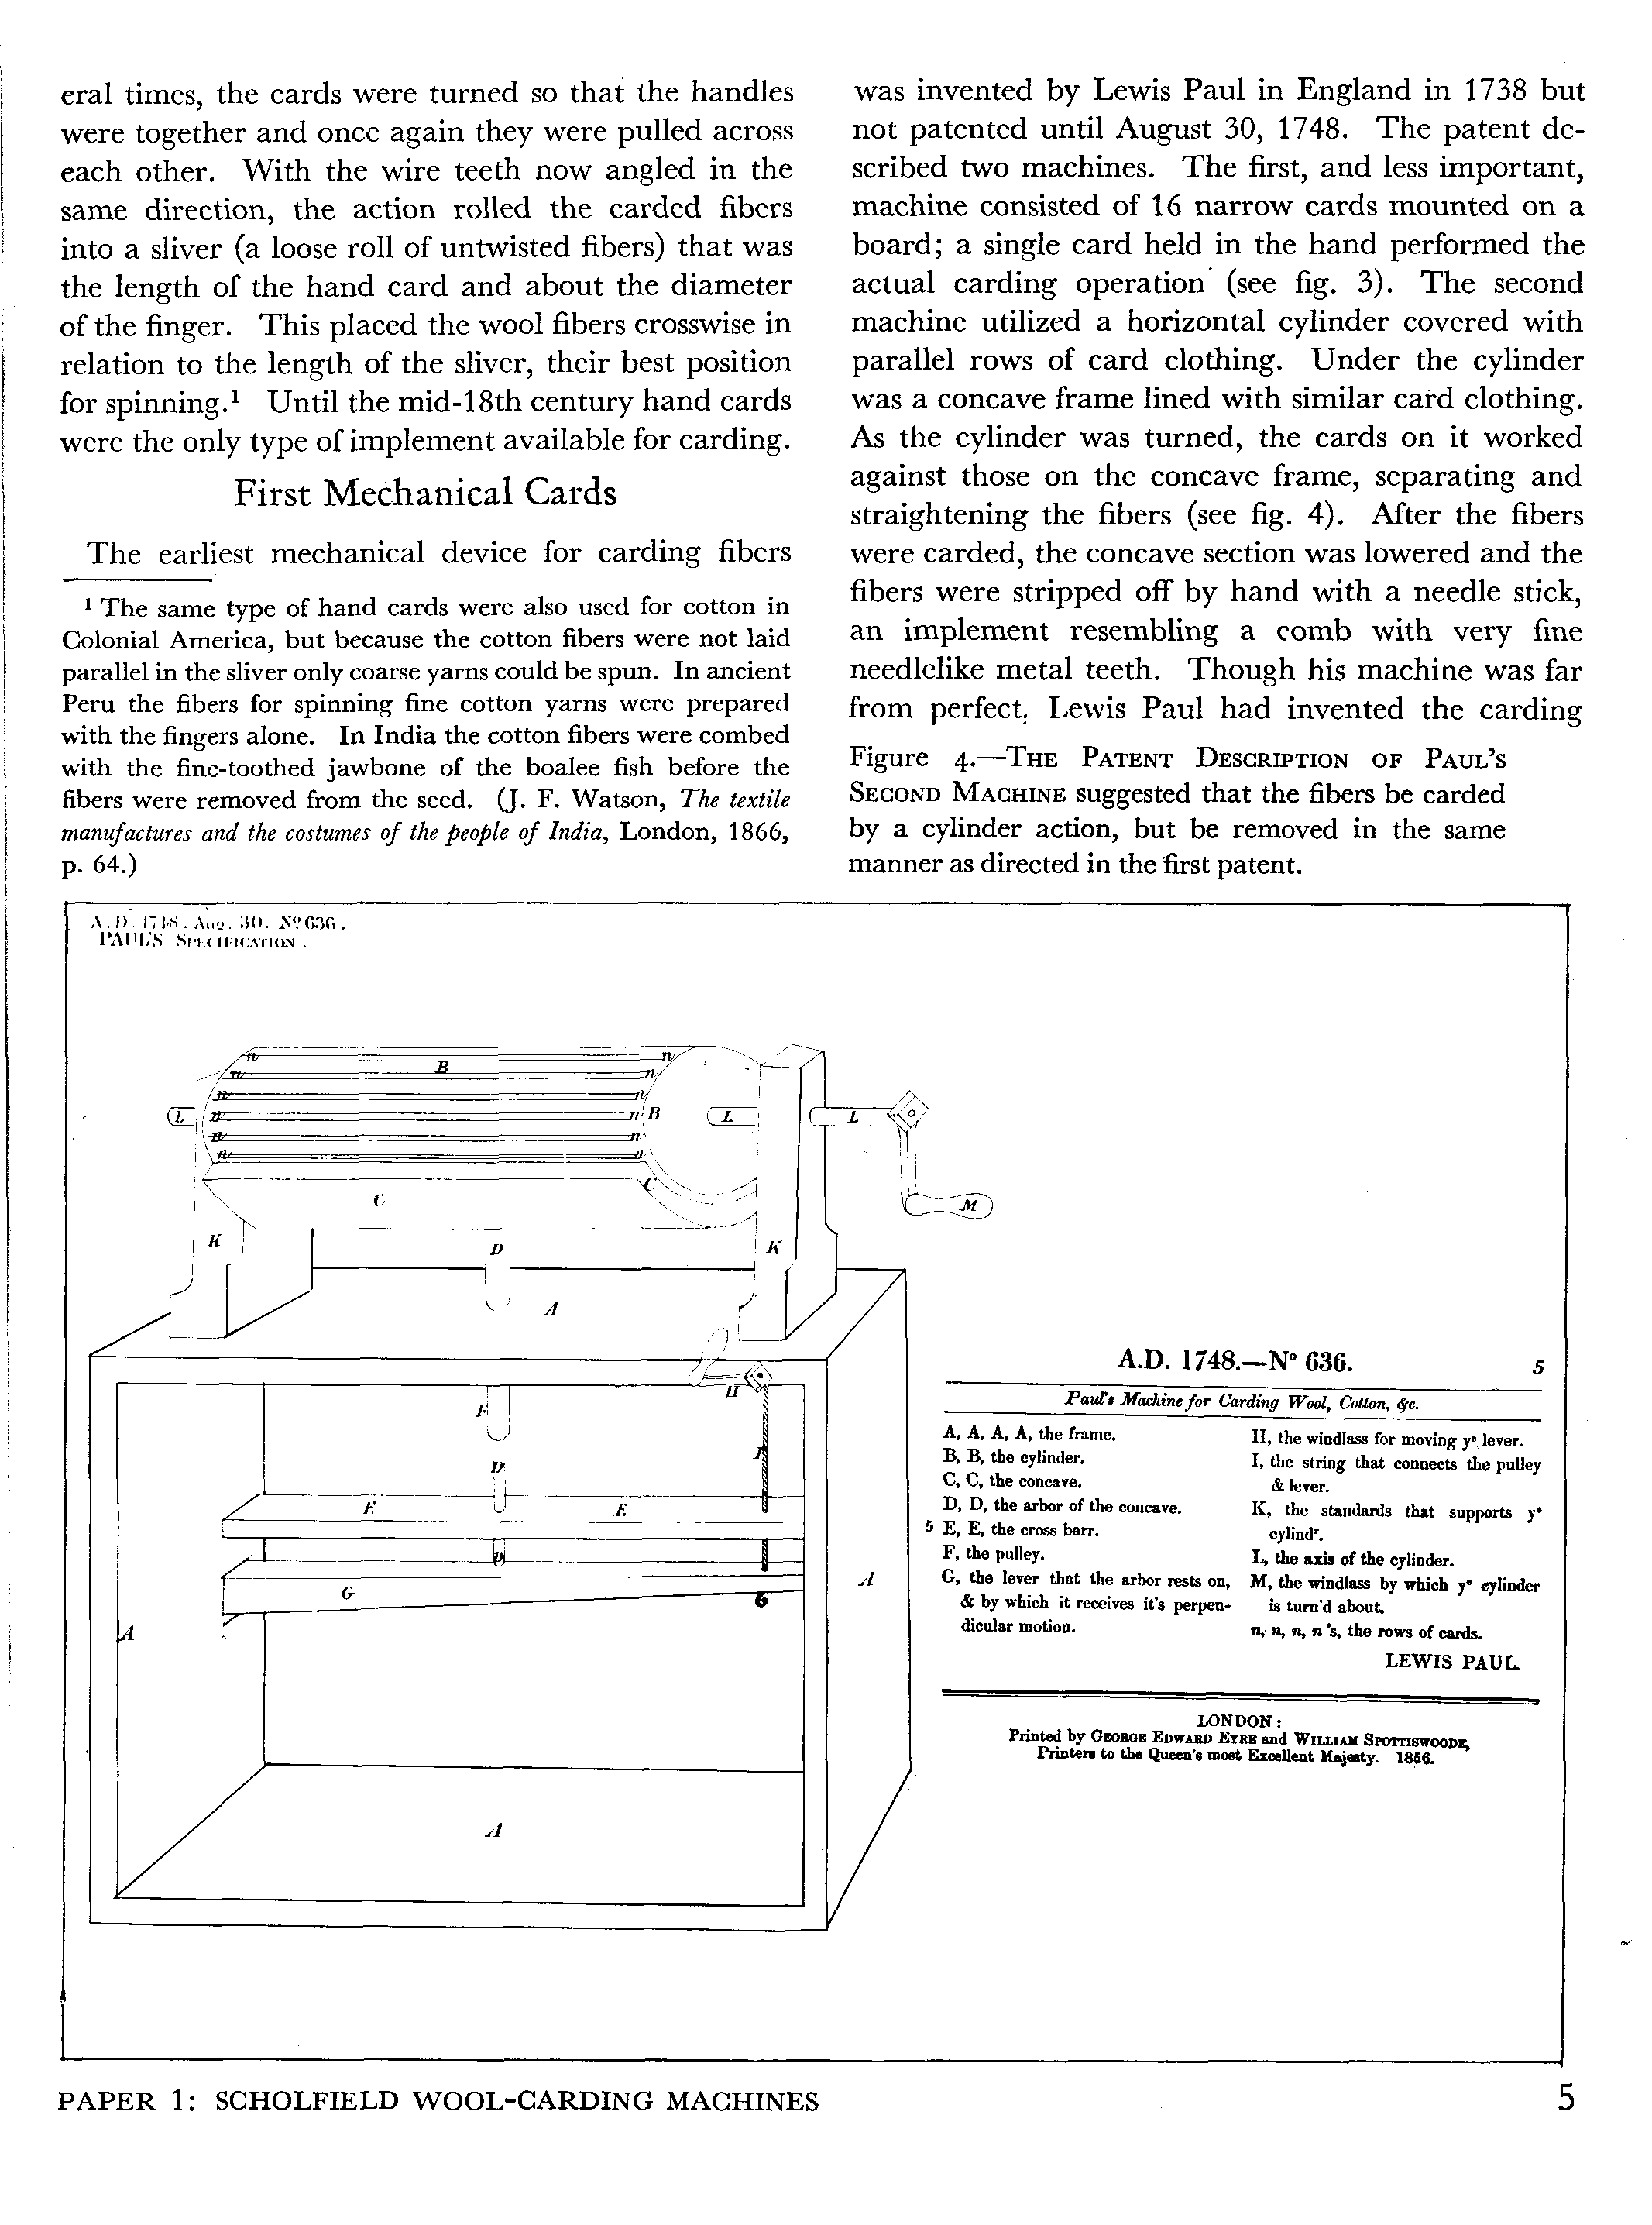 eral times, the cards were turned so that the handles
were together and once again they were pulled across
each other. With the wire teeth now angled in the
same direction, the action rolled the carded fibers
into a sliver (a loose roll of untwisted fibers) that was
the length of the hand card and about the diameter
of the finger. This placed the wool fibers crosswise in
relation to the length of the sliver, their best position
for spinning.¹ Until the mid-18th century hand cards
were the only type of implement available for carding.
First Mechanical Cards
The earliest mechanical device for carding fibers
¹ The same type of hand cards were also used for cotton in
Colonial America, but because the cotton fibers were not laid
parallel in the sliver only coarse yarns could be spun. In ancient
Peru the fibers for spinning fine cotton yarns were prepared
with the fingers alone. In India the cotton fibers were combed
with the fine-toothed jawbone of the boalee fish before the
fibers were removed from the seed. (J. F. Watson, The textile
manufactures and the costumes of the people of India, London, 1866,
p. 64.)
was invented by Lewis Paul in England in 1738 but
not patented until August 30, 1748. The patent de-
scribed two machines. The first, and less important,
machine consisted of 16 narrow cards mounted on a
board; a single card held in the hand performed the
actual carding operation (see fig. 3). The second
machine utilized a horizontal cylinder covered with
parallel rows of card clothing. Under the cylinder
was a concave frame lined with similar card clothing.
As the cylinder was turned, the cards on it worked
against those on the concave frame, separating and
straightening the fibers (see fig. 4). After the fibers
were carded, the concave section was lowered and the
fibers were stripped off by hand with a needle stick,
an implement resembling a comb with very fine
needlelike metal teeth. Though his machine was far
from perfect, Lewis Paul had invented the carding
Figure 4.—THE PATENT DESCRIPTION OF PAUL'S
SECOND MACHINE suggested that the fibers be carded
by a cylinder action, but be removed in the same
manner as directed in the first patent.
A.D. 1748. Aug. 30. Nº 636.
PAUL'S SPECIFICATION.
n
n
B
n
n
n
n
L
n
n B
L
L
n
n
n
n
C
C
M
K
D
K
A
H
F
I
D
E
E
D
G
6
A
A
A
A.D. 1748.—Nº 636.
5
Paul's Machine for Carding Wool, Cotton, &c.
A, A, A, A, the frame.
B, B, the cylinder.
C, C, the concave.
D, D, the arbor of the concave.
5 E, E, the cross barr.
F, the pulley.
G, the lever that the arbor rests on,
& by which it receives it's perpen-
dicular motion.
H, the windlass for moving yᵉ lever.
I, the string that connects the pulley
& lever.
K, the standards that supports yᵉ
cylindʳ.
L, the axis of the cylinder.
M, the windlass by which yᵉ cylinder
is turn'd about.
n, n, n, n's, the rows of cards.
LEWIS PAUL.
LONDON:
Printed by GEORGE EDWARD EYRE and WILLIAM SPOTTISWOODE,
Printers to the Queen's most Excellent Majesty. 1856.
PAPER 1: SCHOLFIELD WOOL-CARDING MACHINES
5